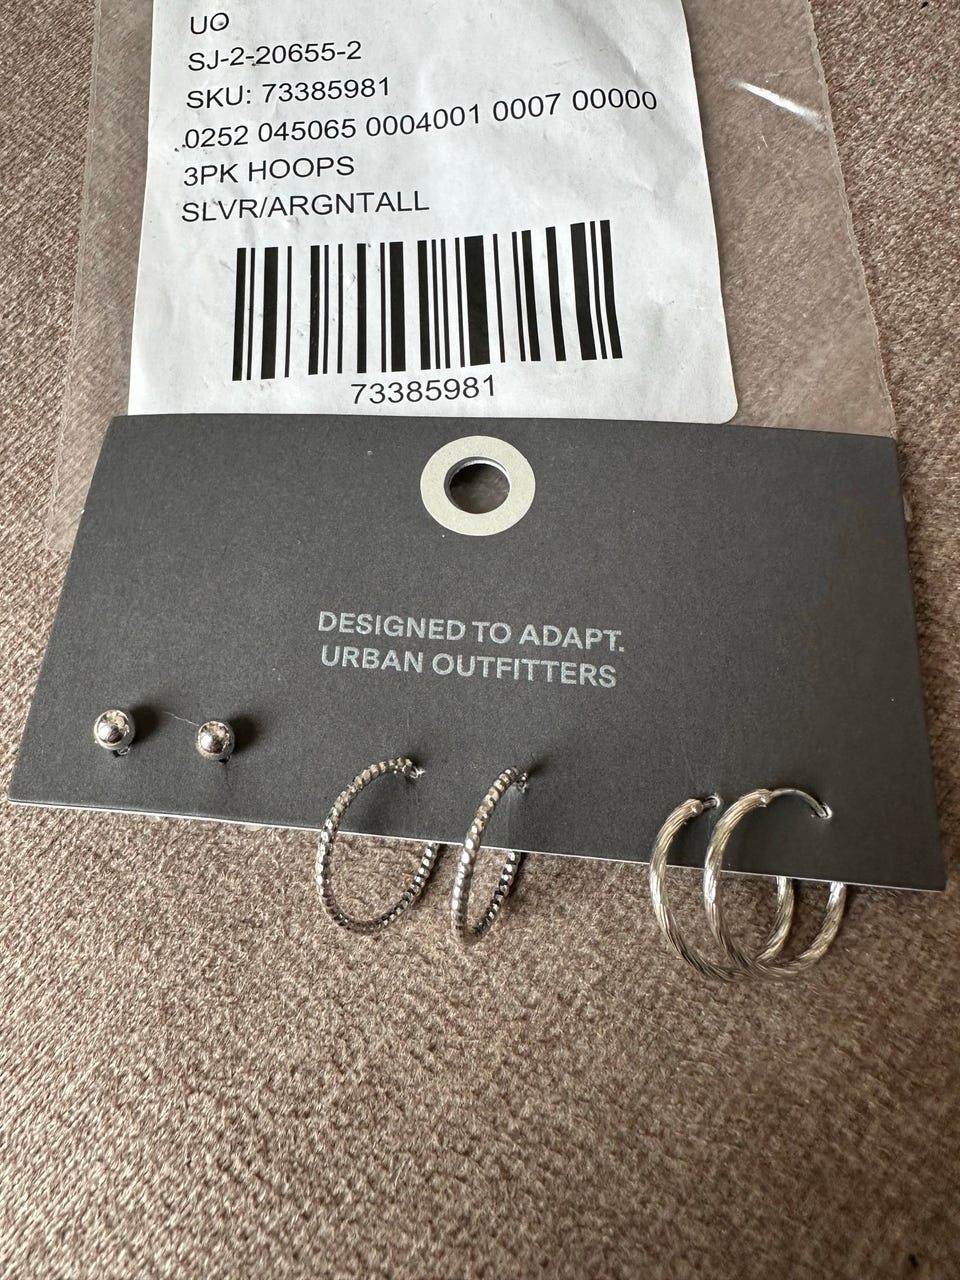 UO
SJ-2-20655-2
SKU: 73385981
0252 045065 0004001 0007 00000
3PK HOOPS
SLVR/ARGNTALL
73385981
DESIGNED TO ADAPT.
URBAN OUTFITTERS